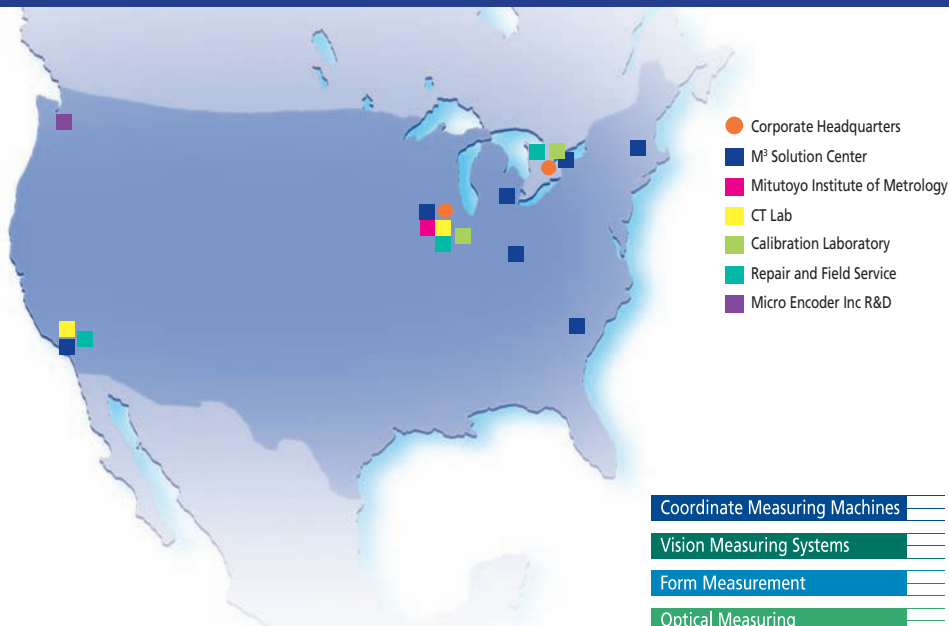 Corporate Headquarters
M³ Solution Center
Mitutoyo Institute of Metrology
CT Lab
Calibration Laboratory
Repair and Field Service
Micro Encoder Inc R&D
Coordinate Measuring Machines
Vision Measuring Systems
Form Measurement
Optical Measuring